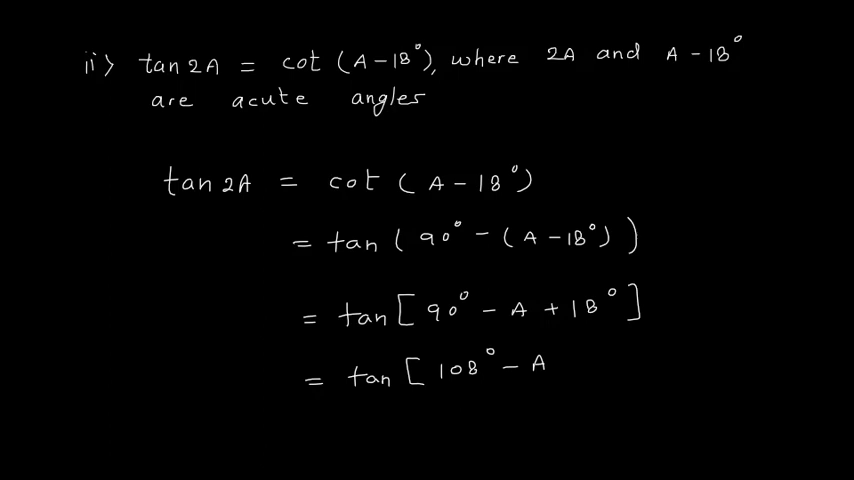 ii> tan 2A = cot (A - 18°), where 2A and A - 18°
are acute angles
tan 2A = cot ( A - 18°)
= tan ( 90° - ( A - 18°) )
= tan [ 90° - A + 18° ]
= tan [ 108° - A